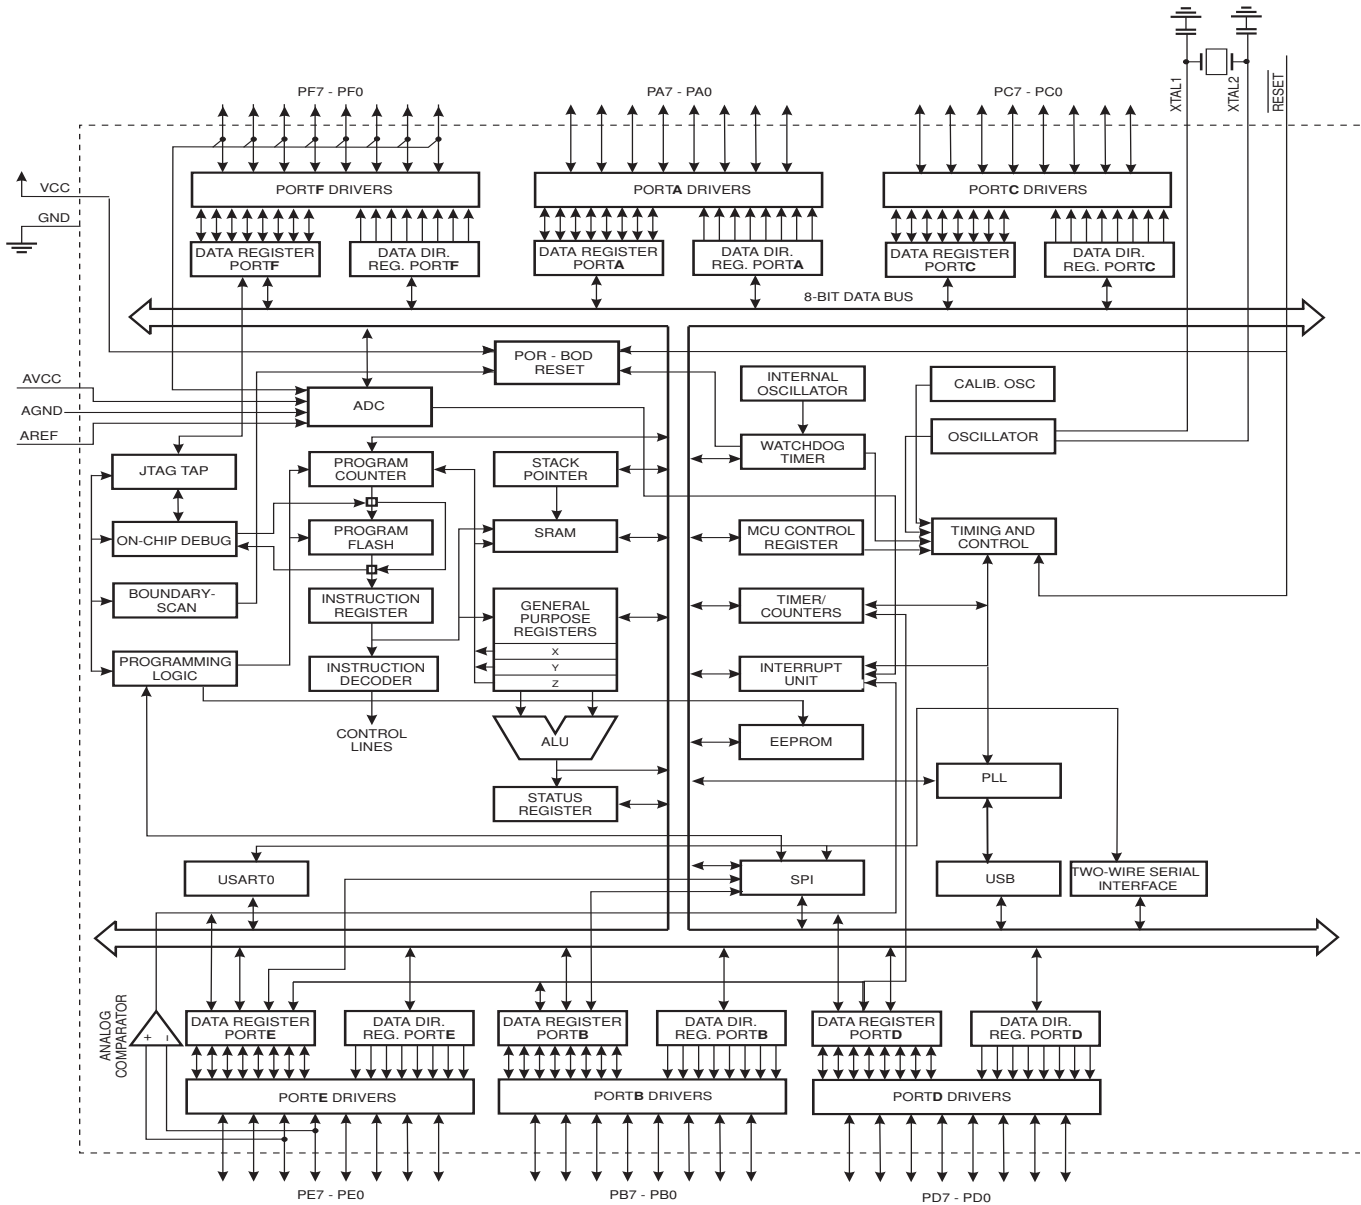 XTAL1
XTAL2
RESET
PF7 - PF0
PA7 - PA0
PC7 - PC0
VCC
GND
PORTF DRIVERS
PORTA DRIVERS
PORTC DRIVERS
DATA REGISTER
PORTF
DATA DIR.
REG. PORTF
DATA REGISTER
PORTA
DATA DIR.
REG. PORTA
DATA REGISTER
PORTC
DATA DIR.
REG. PORTC
8-BIT DATA BUS
POR - BOD
RESET
INTERNAL
OSCILLATOR
CALIB. OSC
AVCC
AGND
AREF
ADC
OSCILLATOR
WATCHDOG
TIMER
JTAG TAP
PROGRAM
COUNTER
STACK
POINTER
ON-CHIP DEBUG
PROGRAM
FLASH
SRAM
MCU CONTROL
REGISTER
TIMING AND
CONTROL
BOUNDARY-
SCAN
INSTRUCTION
REGISTER
GENERAL
PURPOSE
REGISTERS
X
Y
Z
TIMER/
COUNTERS
PROGRAMMING
LOGIC
INSTRUCTION
DECODER
INTERRUPT
UNIT
CONTROL
LINES
ALU
EEPROM
STATUS
REGISTER
PLL
USART0
SPI
USB
TWO-WIRE SERIAL
INTERFACE
ANALOG
COMPARATOR
+
-
DATA REGISTER
PORTE
DATA DIR.
REG. PORTE
DATA REGISTER
PORTB
DATA DIR.
REG. PORTB
DATA REGISTER
PORTD
DATA DIR.
REG. PORTD
PORTE DRIVERS
PORTB DRIVERS
PORTD DRIVERS
PE7 - PE0
PB7 - PB0
PD7 - PD0